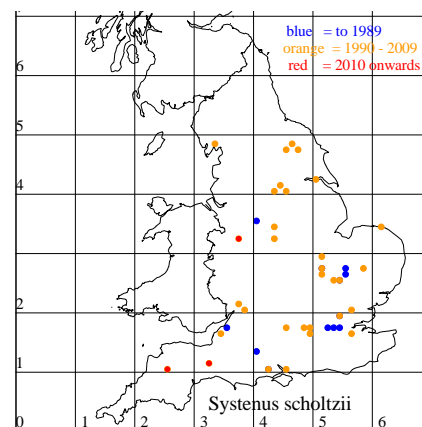 blue = to 1989
orange = 1990 - 2009
red = 2010 onwards
6
5
4
3
2
1
Systenus scholtzii
0 1 2 3 4 5 6